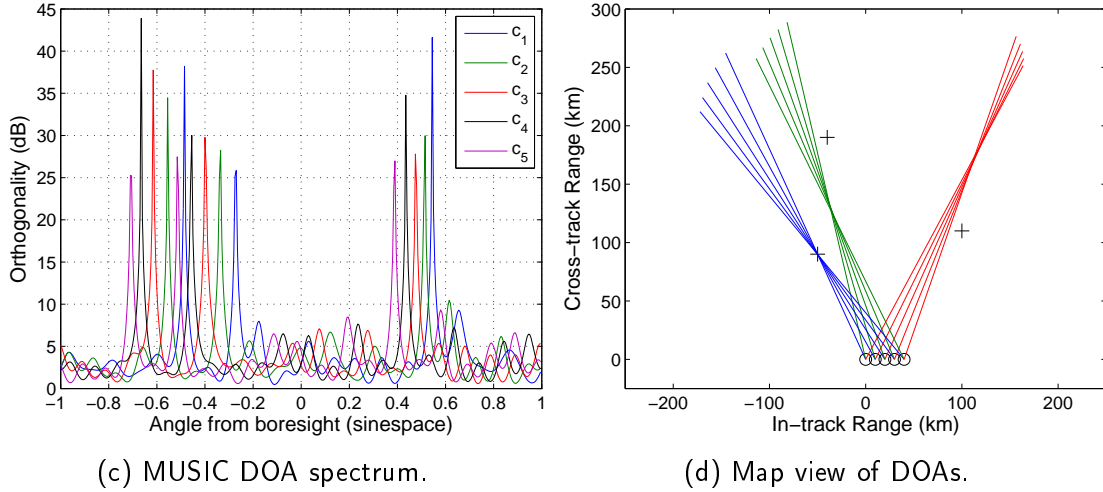 45
40
35
30
25
20
15
10
5
0
Orthogonality (dB)
−1 −0.8 −0.6 −0.4 −0.2 0 0.2 0.4 0.6 0.8 1
Angle from boresight (sinespace)
c1
c2
c3
c4
c5
(c) MUSIC DOA spectrum.
300
250
200
150
100
50
0
Cross−track Range (km)
−200 −100 0 100 200
In−track Range (km)
(d) Map view of DOAs.